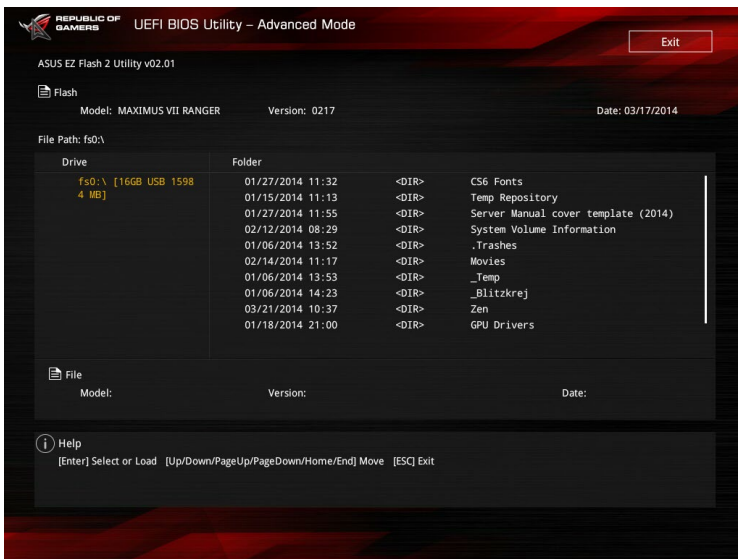 REPUBLIC OF
GAMERS
UEFI BIOS Utility – Advanced Mode
Exit
ASUS EZ Flash 2 Utility v02.01
Flash
Model: MAXIMUS VII RANGER Version: 0217 Date: 03/17/2014
File Path: fs0:\
Drive Folder
fs0:\ [16GB USB 1598
4 MB]
01/27/2014 11:32 <DIR> CS6 Fonts
01/15/2014 11:13 <DIR> Temp Repository
01/27/2014 11:55 <DIR> Server Manual cover template (2014)
02/12/2014 08:29 <DIR> System Volume Information
01/06/2014 13:52 <DIR> .Trashes
02/14/2014 11:17 <DIR> Movies
01/06/2014 13:53 <DIR> _Temp
01/06/2014 14:23 <DIR> _Blitzkrej
03/21/2014 10:37 <DIR> Zen
01/18/2014 21:00 <DIR> GPU Drivers
File
Model: Version: Date:
Help
[Enter] Select or Load [Up/Down/PageUp/PageDown/Home/End] Move [ESC] Exit